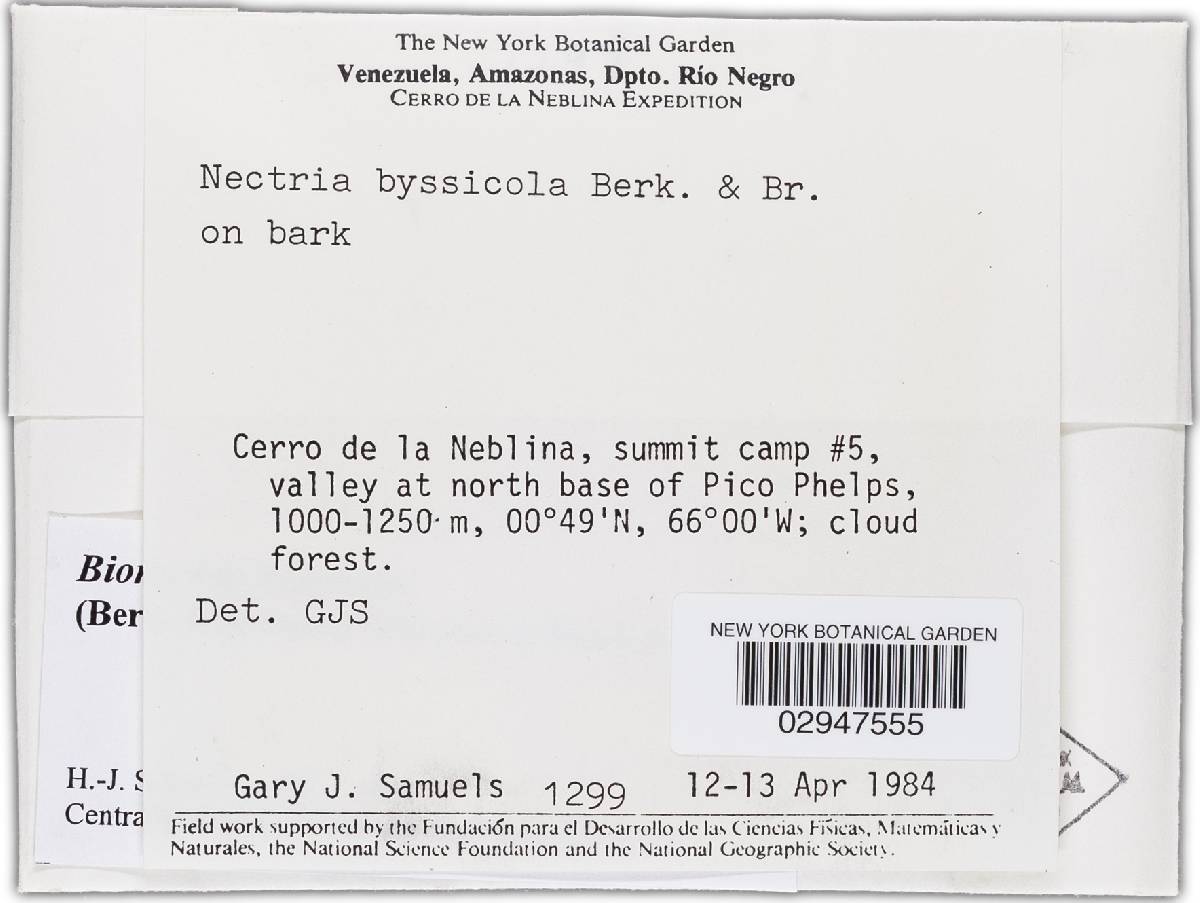 The New York Botanical Garden
Venezuela, Amazonas, Dpto. Río Negro
CERRO DE LA NEBLINA EXPEDITION
Nectria byssicola Berk. & Br.
on bark
Cerro de la Neblina, summit camp #5,
valley at north base of Pico Phelps,
1000-1250 m, 00°49'N, 66°00'W; cloud
forest.
Det. GJS
NEW YORK BOTANICAL GARDEN
02947555
Gary J. Samuels 1299 12-13 Apr 1984
Field work supported by the Fundación para el Desarrollo de las Ciencias Físicas, Matemáticas y
Naturales, the National Science Foundation and the National Geographic Society.
(Ber
H.-J.
Centra